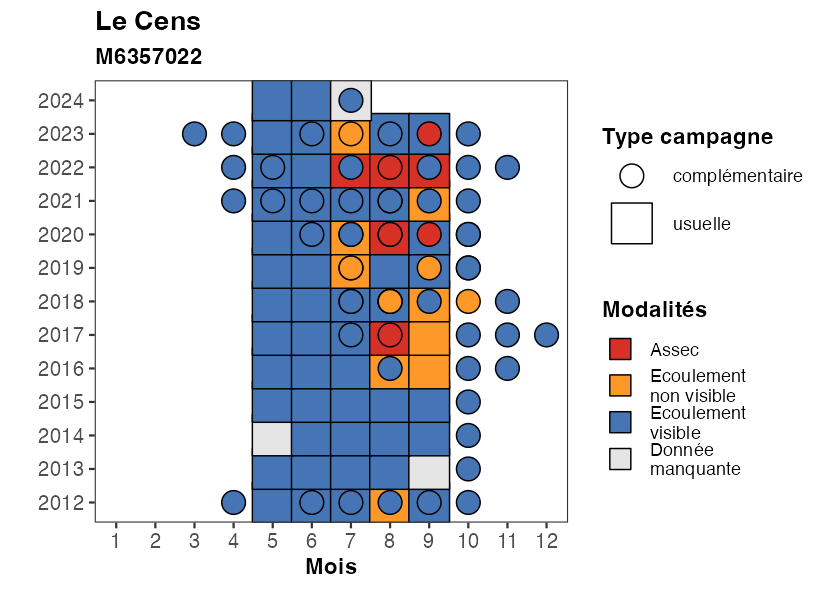 Le Cens
M6357022
2024
2023
2022
2021
2020
2019
2018
2017
2016
2015
2014
2013
2012
1 2 3 4 5 6 7 8 9 10 11 12
Mois
Type campagne
complémentaire
usuelle
Modalités
Assec
Ecoulement
non visible
Ecoulement
visible
Donnée
manquante